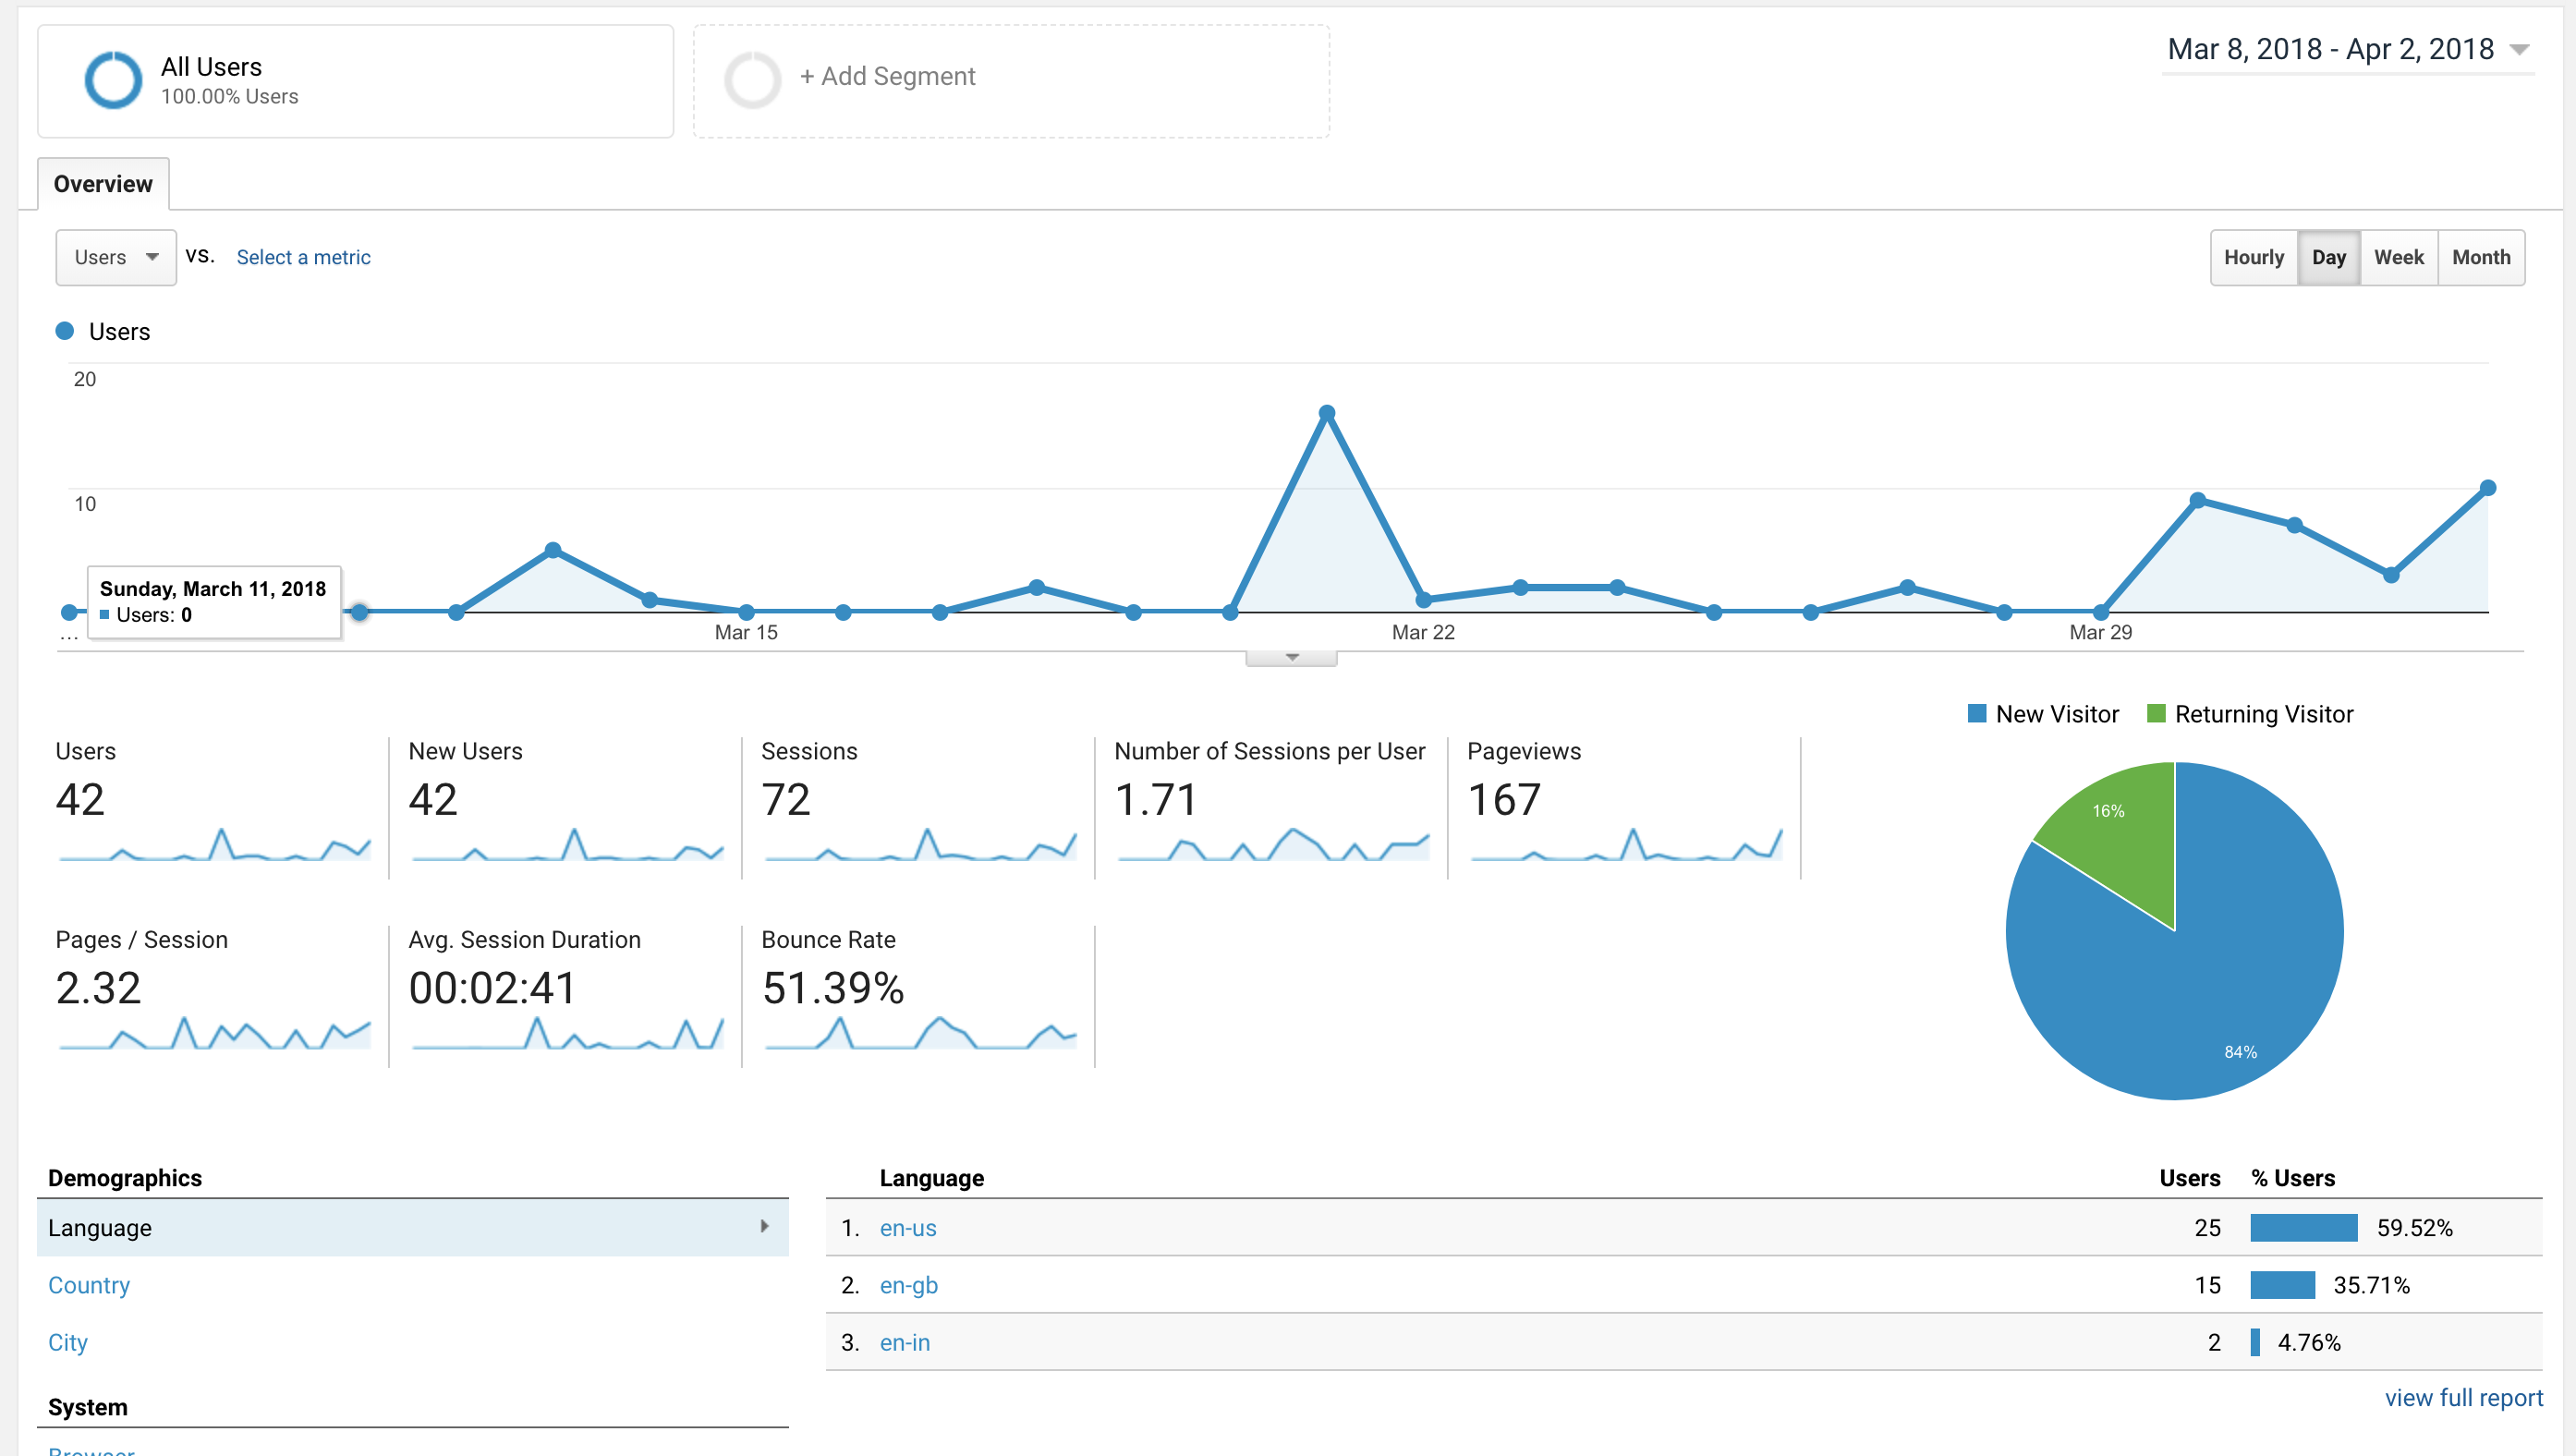 All Users
100.00% Users
+ Add Segment
Mar 8, 2018 - Apr 2, 2018
Overview
Users
VS.
Select a metric
Hourly
Day
Week
Month
Users
20
10
Sunday, March 11, 2018
Users: 0
...
Mar 15
Mar 22
Mar 29
New Visitor
Returning Visitor
Users
42
New Users
42
Sessions
72
Number of Sessions per User
1.71
Pageviews
167
16%
84%
Pages / Session
2.32
Avg. Session Duration
00:02:41
Bounce Rate
51.39%
Demographics
Language
Country
City
System
Browser
Language Users % Users
1. en-us 25 59.52%
2. en-gb 15 35.71%
3. en-in 2 4.76%
view full report